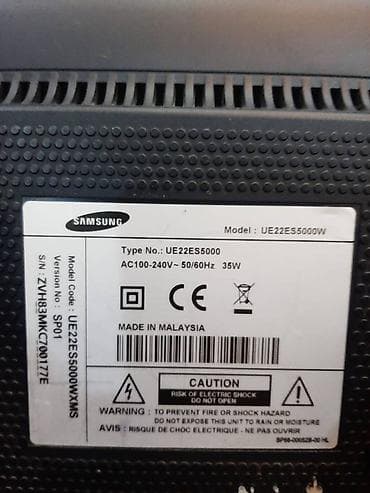 SAMSUNG
Model : UE22ES5000W
Type No.: UE22ES5000
AC100-240V~ 50/60Hz 35W
MADE IN MALAYSIA
Model Code : UE22ES5000WXMS
Version No : SP01
S/N : ZVH83MKC700177E
CAUTION
RISK OF ELECTRIC SHOCK
DO NOT OPEN
WARNING : TO PREVENT FIRE OR SHOCK HAZARD
DO NOT EXPOSE THIS UNIT TO RAIN OR MOISTURE
AVIS : RISQUE DE CHOC ELECTRIQUE - NE PAS OUVRIR